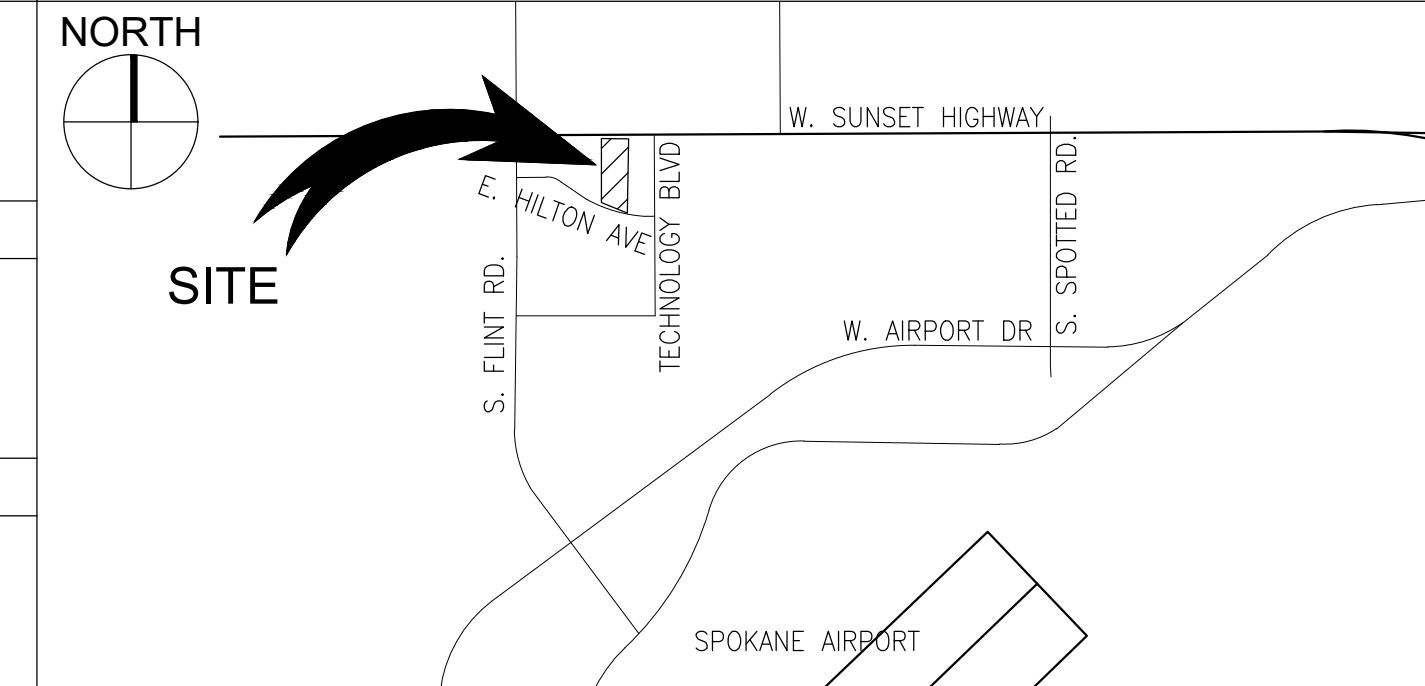 NORTH
W. SUNSET HIGHWAY
E. HILTON AVE
TECHNOLOGY BLVD
S. SPOTTED RD.
SITE
S. FLINT RD.
W. AIRPORT DR
SPOKANE AIRPORT